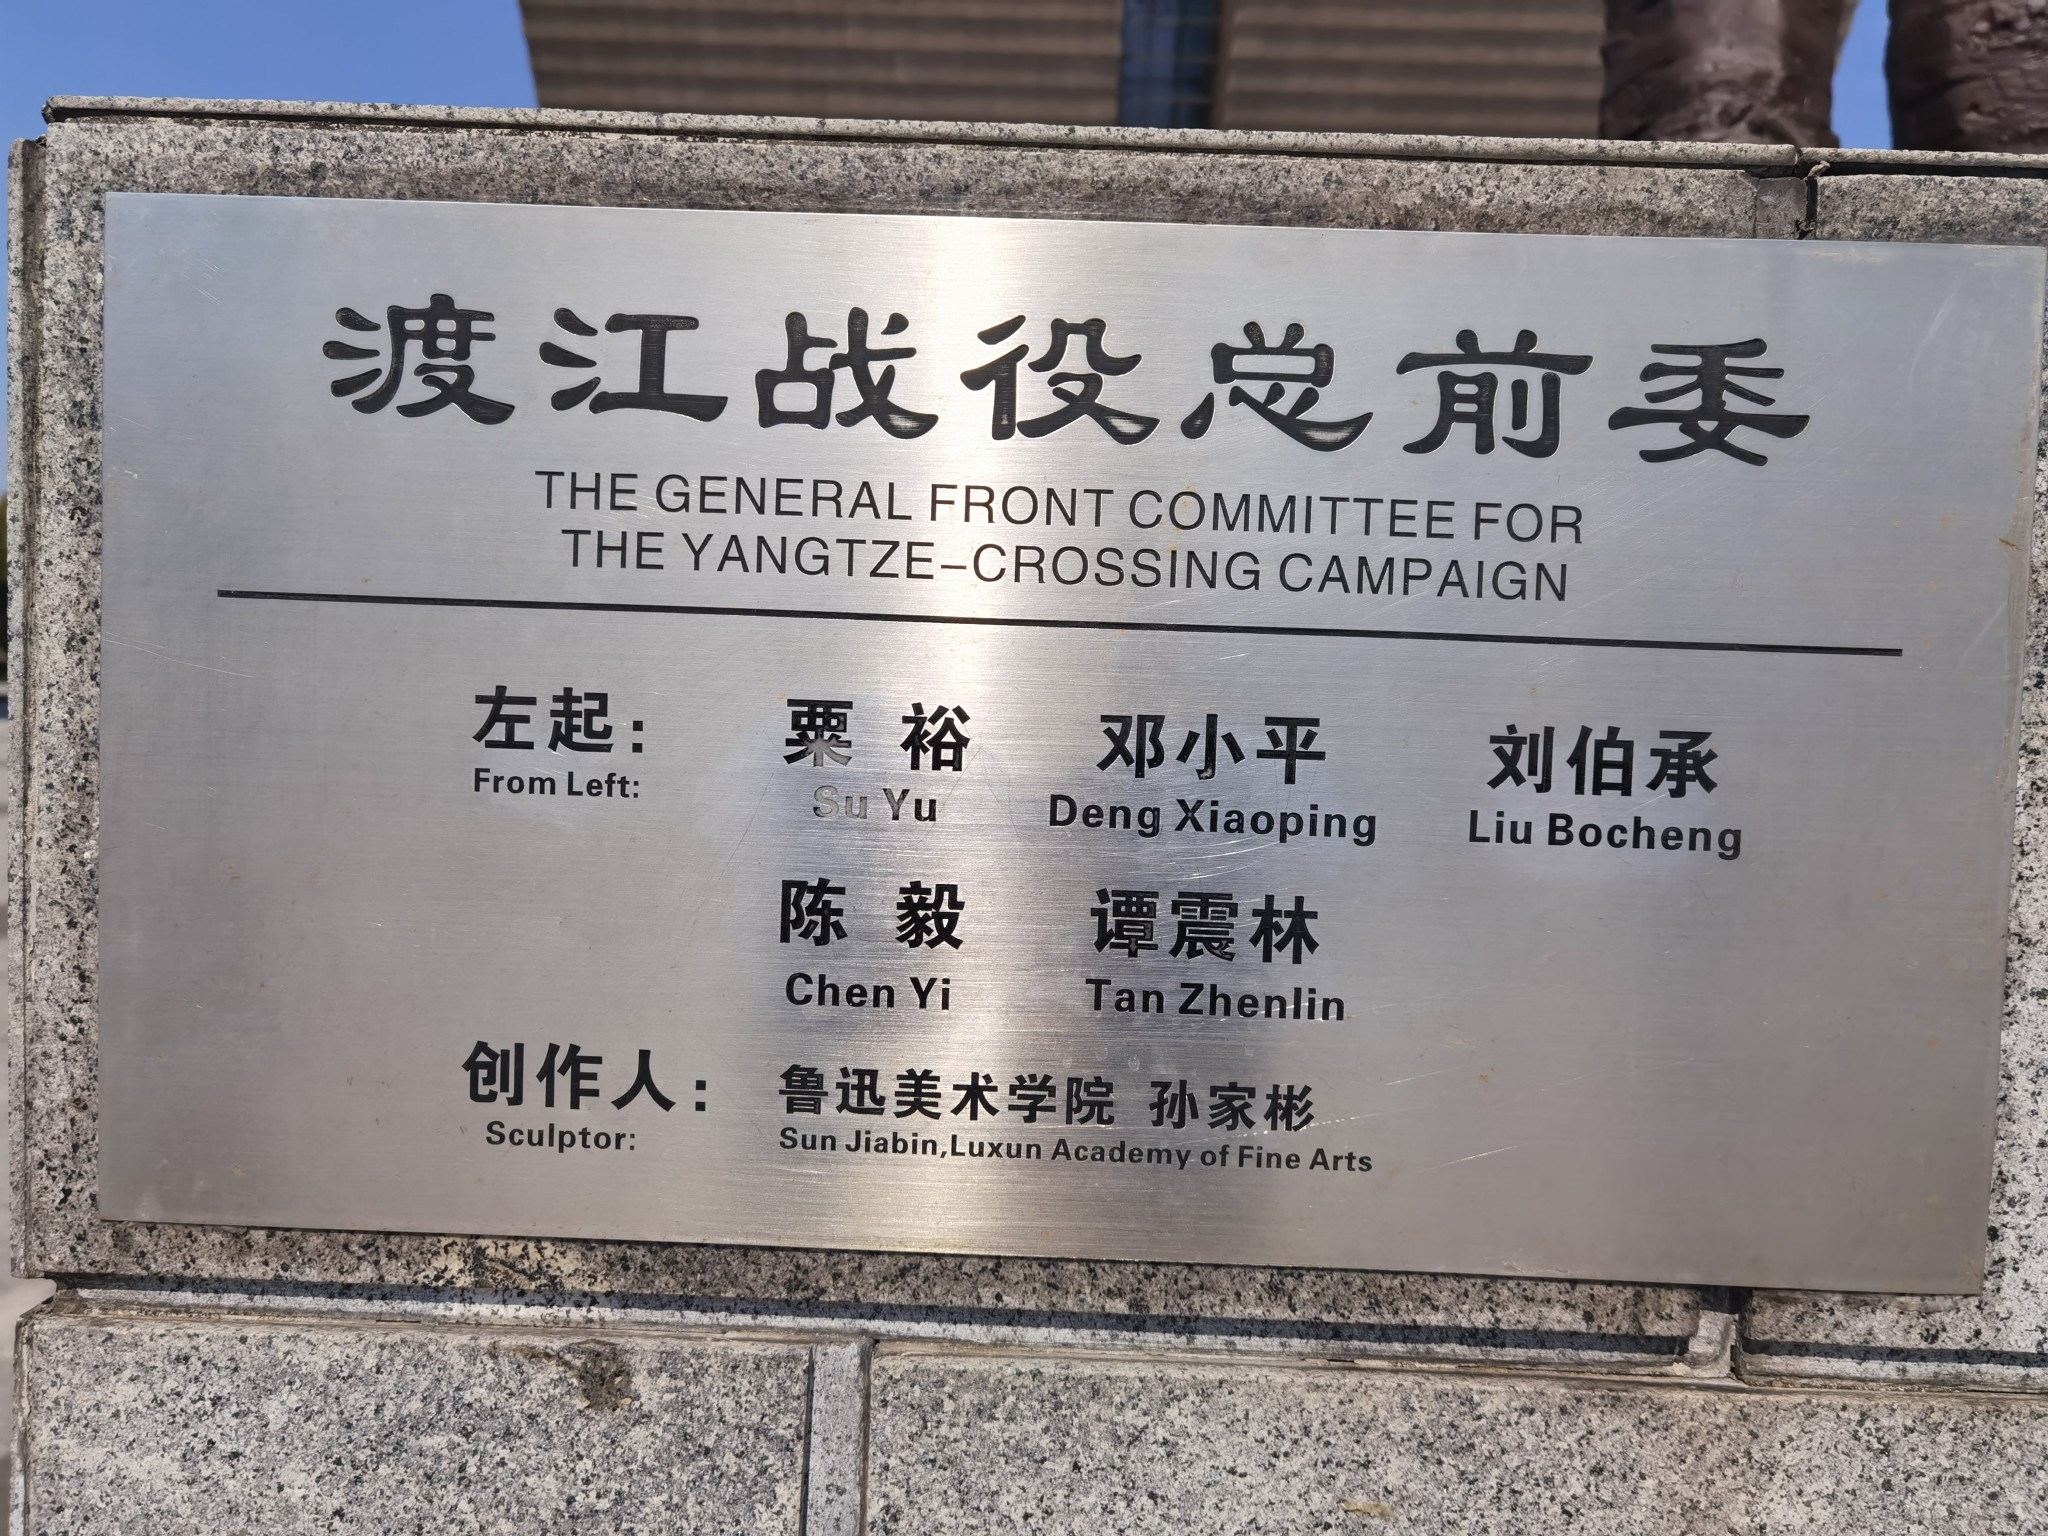 渡江战役总前委
THE GENERAL FRONT COMMITTEE FOR
THE YANGTZE-CROSSING CAMPAIGN
左起: 粟 裕 邓小平 刘伯承
From Left: Su Yu Deng Xiaoping Liu Bocheng
陈 毅 谭震林
Chen Yi Tan Zhenlin
创作人: 鲁迅美术学院 孙家彬
Sculptor: Sun Jiabin,Luxun Academy of Fine Arts